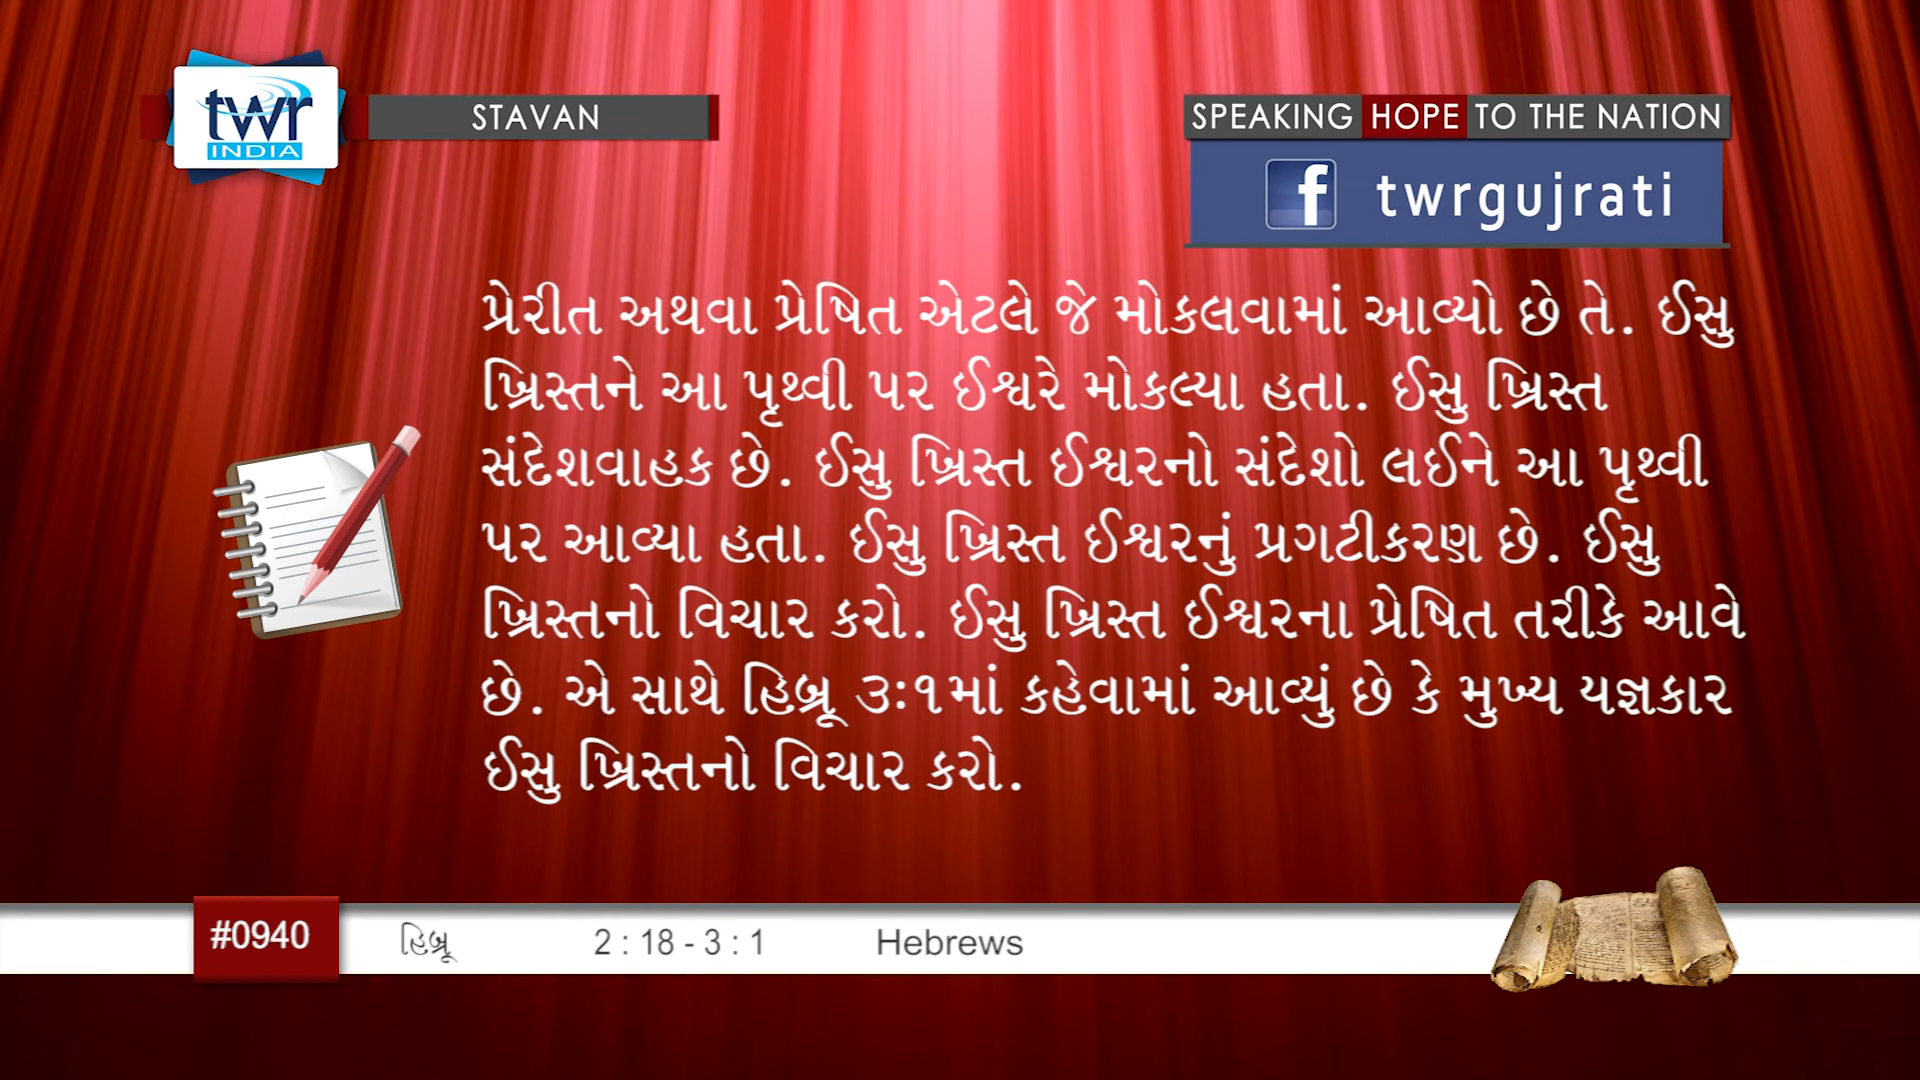 twr
INDIA
STAVAN
SPEAKING HOPE TO THE NATION
f twrgujrati
પ્રેરીત અથવા પ્રેષિત એટલે જે મોકલવામાં આવ્યો છે તે. ઈસુ
ખ્રિસ્તને આ પૃથ્વી પર ઈશ્વરે મોકલ્યા હતા. ઈસુ ખ્રિસ્ત
સંદેશવાહક છે. ઈસુ ખ્રિસ્ત ઈશ્વરનો સંદેશો લઈને આ પૃથ્વી
પર આવ્યા હતા. ઈસુ ખ્રિસ્ત ઈશ્વરનું પ્રગટીકરણ છે. ઈસુ
ખ્રિસ્તનો વિચાર કરો. ઈસુ ખ્રિસ્ત ઈશ્વરના પ્રેષિત તરીકે આવે
છે. એ સાથે હિબ્રૂ ૩ઃ૧માં કહેવામાં આવ્યું છે કે મુખ્ય યજ્ઞકાર
ઈસુ ખ્રિસ્તનો વિચાર કરો.
#0940 હિબ્રૂ 2 : 18 - 3 : 1 Hebrews